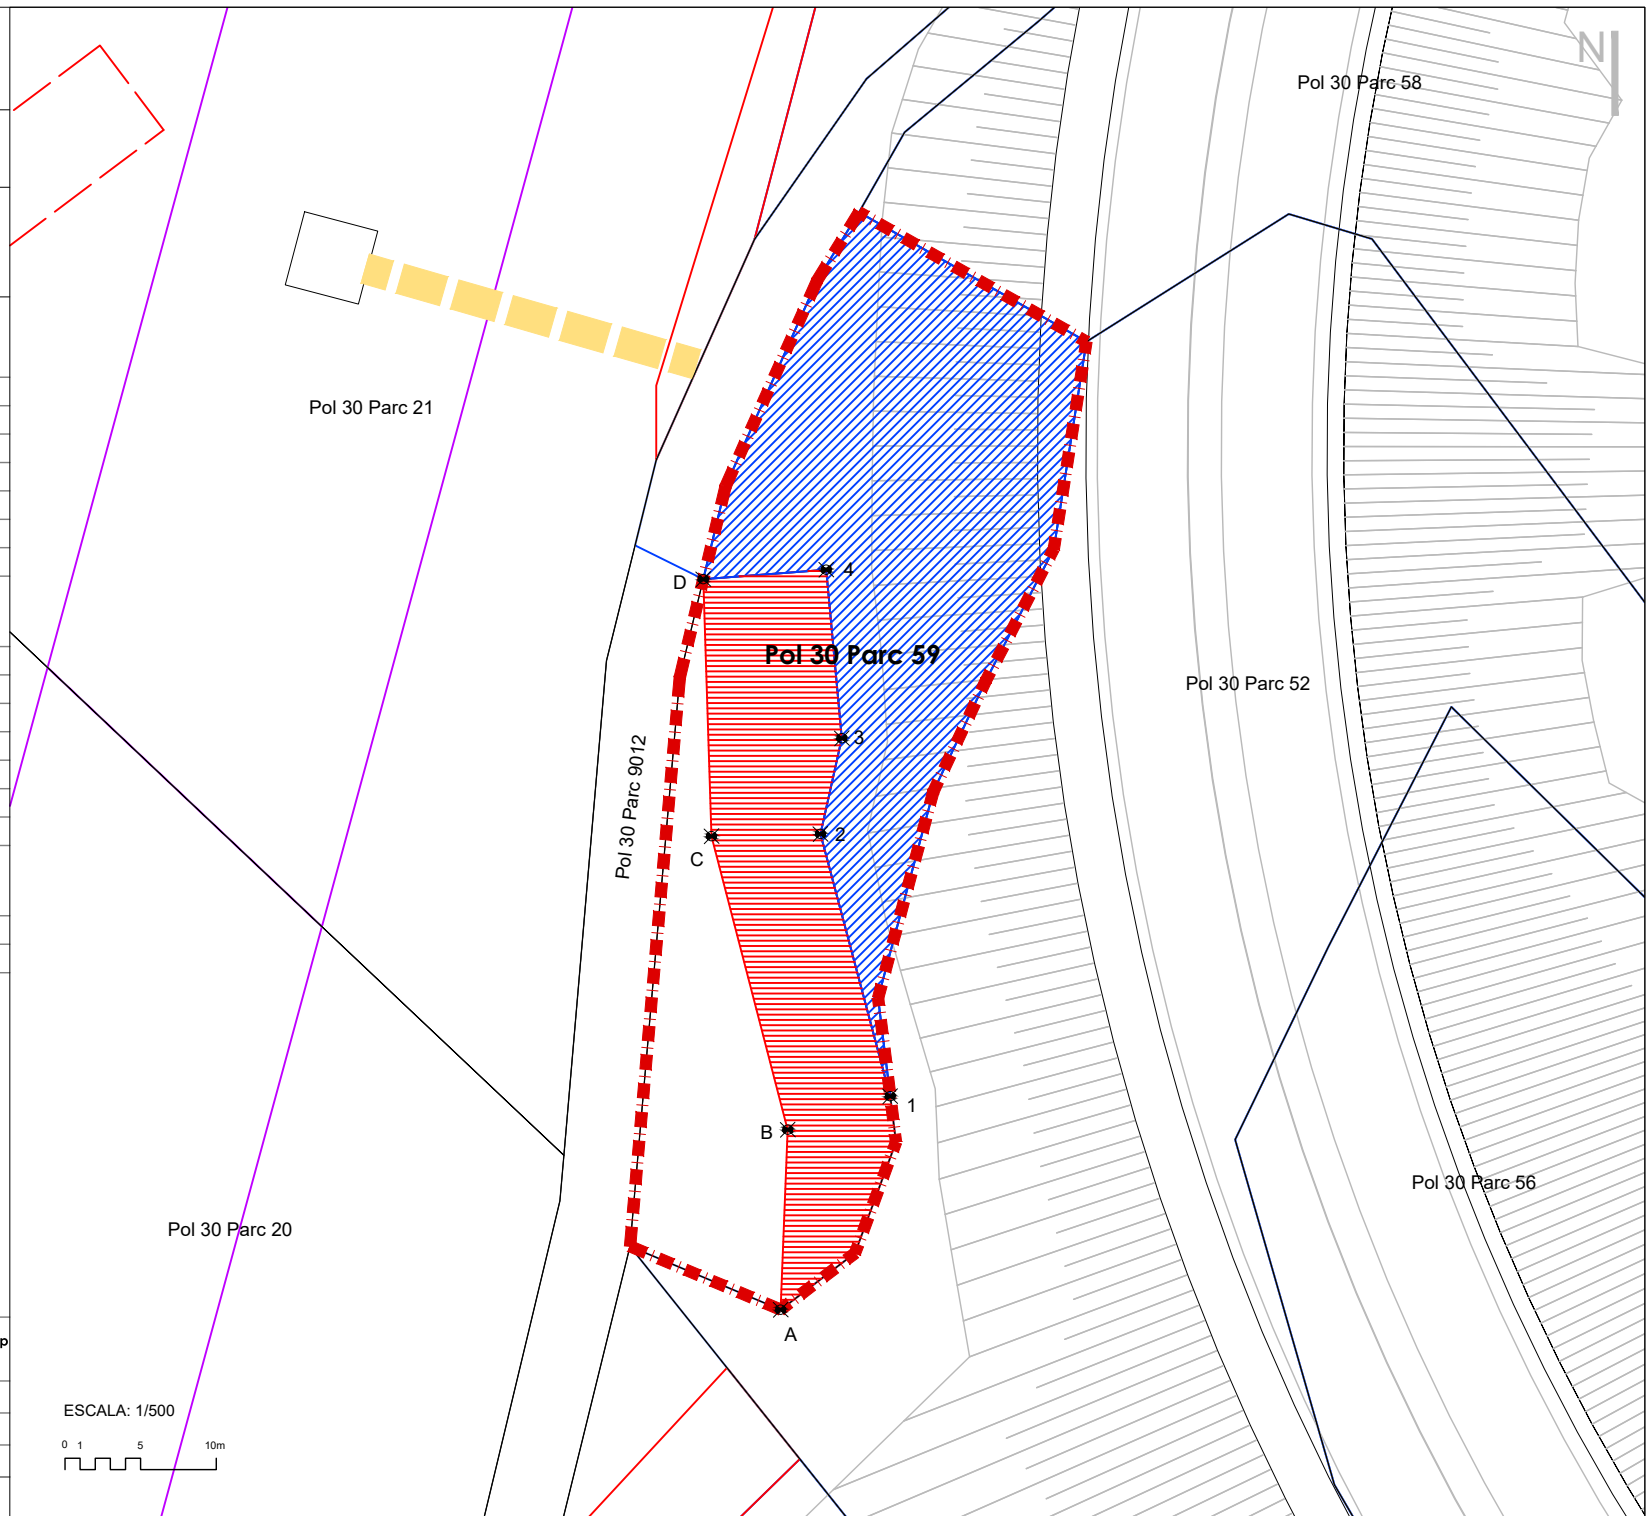 N
Pol 30 Parc 58
Pol 30 Parc 21
D
4
Pol 30 Parc 59
Pol 30 Parc 52
3
Pol 30 Parc 9012
2
C
1
B
Pol 30 Parc 56
Pol 30 Parc 20
A
p
ESCALA: 1/500
0 1 5 10m